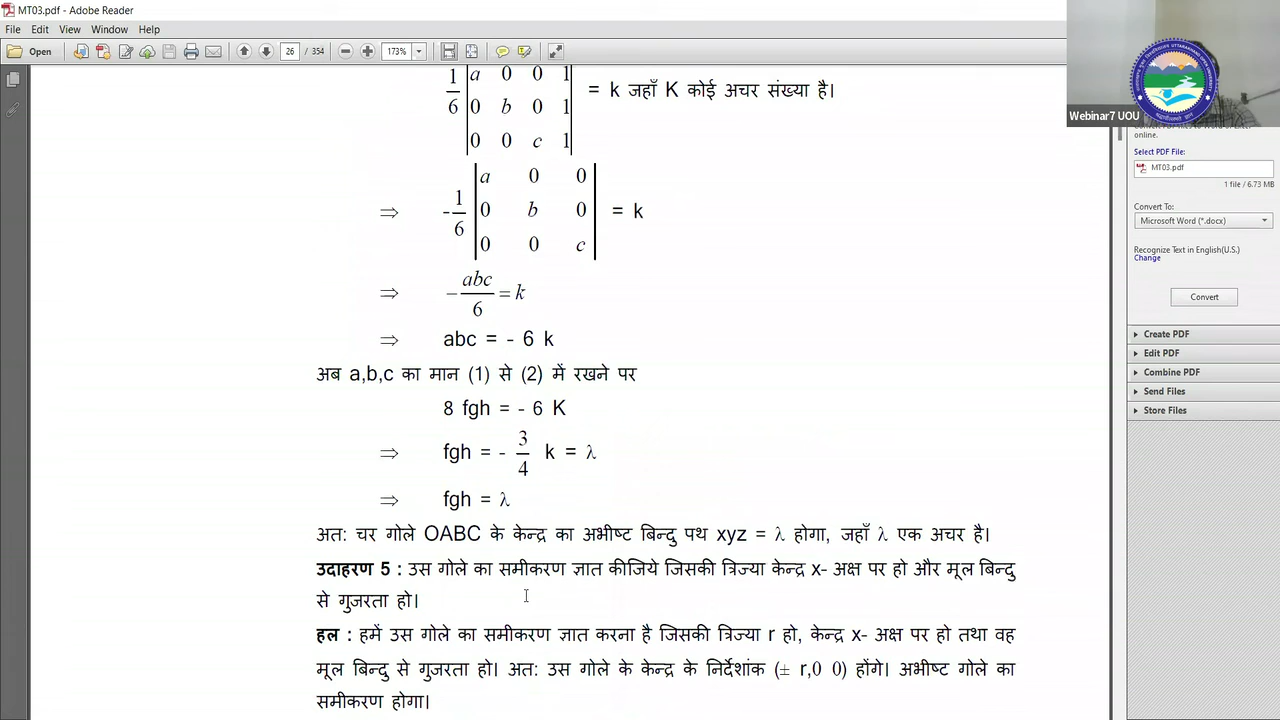 MT03.pdf - Adobe Reader
File Edit View Window Help
Open 26 / 354 173%
1/6 |a 0 0 1| = k जहाँ K कोई अचर संख्या है।
|0 b 0 1|
|0 0 c 1|
⇒ -1/6 |a 0 0| = k
|0 b 0|
|0 0 c|
⇒ -abc/6 = k
⇒ abc = - 6 k
अब a,b,c का मान (1) से (2) में रखने पर
8 fgh = - 6 K
⇒ fgh = - 3/4 k = λ
⇒ fgh = λ
अत: चर गोले OABC के केन्द्र का अभीष्ट बिन्दु पथ xyz = λ होगा, जहाँ λ एक अचर है।
उदाहरण 5 : उस गोले का समीकरण ज्ञात कीजिये जिसकी त्रिज्या केन्द्र x- अक्ष पर हो और मूल बिन्दु
से गुजरता हो।
हल : हमें उस गोले का समीकरण ज्ञात करना है जिसकी त्रिज्या r हो, केन्द्र x- अक्ष पर हो तथा वह
मूल बिन्दु से गुजरता हो। अत: उस गोले के केन्द्र के निर्देशांक (± r,0 0) होंगे। अभीष्ट गोले का
समीकरण होगा।
Webinar7 UOU
online.
Select PDF File:
MT03.pdf
1 file / 6.73 MB
Convert To:
Microsoft Word (*.docx)
Recognize Text in English(U.S.)
Change
Convert
Create PDF
Edit PDF
Combine PDF
Send Files
Store Files